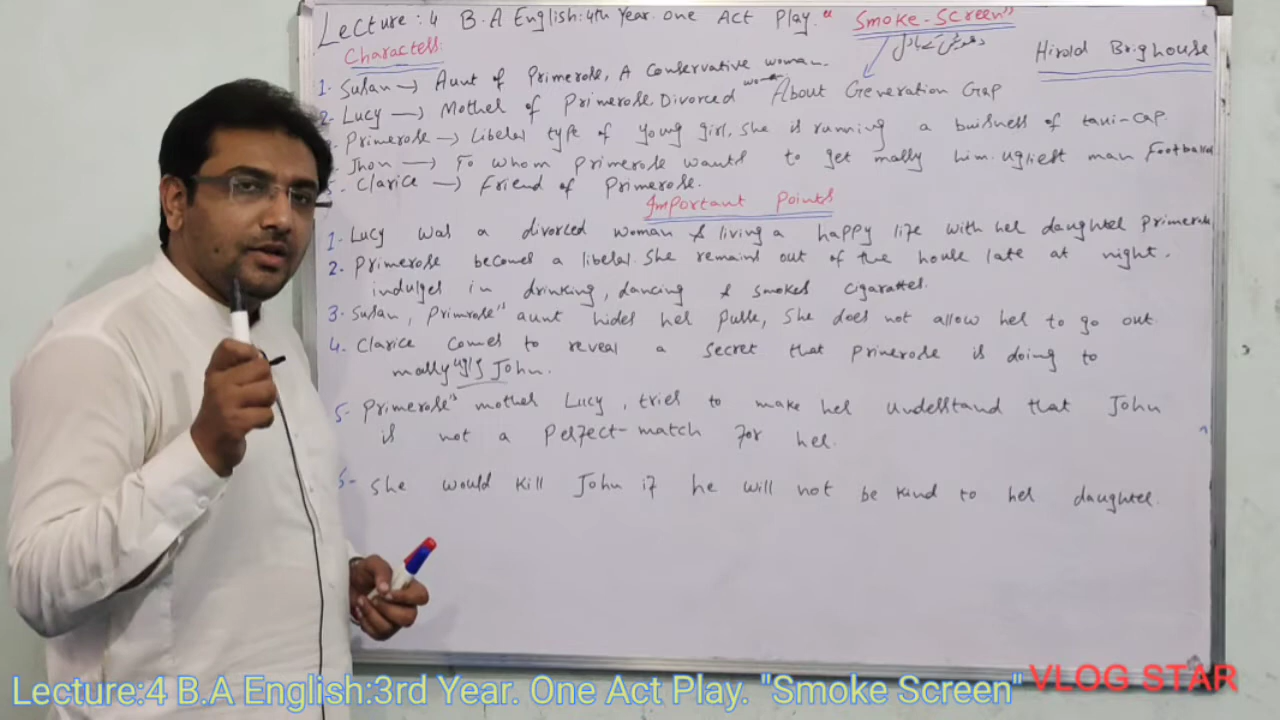 Lecture:4 B.A English:4th Year. one Act Play. "Smoke-Screen"
دھوئیں کے بادل
Characters:
Hirold Brighouse
1- Susan → Aunt of Primerose, A Conservative woman.
2- Lucy → Mother of Primerose. Divorced woman
About Generation Gap
Primerose → Liberal type of young girl, she is running a buisness of taxi-cap.
Jhon → To whom Primerose wants to get marry him. ugliest man Footballer
5- Clarice → Friend of Primerose.
Important Points
1- Lucy was a divorced woman & living a happy life with her daughter Primerose
2- Primerose becomes a liberal. She remains out of the house late at night.
indulges in drinking, dancing & smokes cigarattes.
3- Susan, Primrose's aunt hides her purse, She does not allow her to go out.
4- Clarice comes to reveal a secret that Primerose is doing to
marry ugly John.
5- Primerose's mother Lucy, tries to make her understand that John
is not a perfect-match for her.
6- She would kill John if he will not be kind to her daughter.
Lecture:4 B.A English:3rd Year. One Act Play. "Smoke Screen"
VLOG STAR